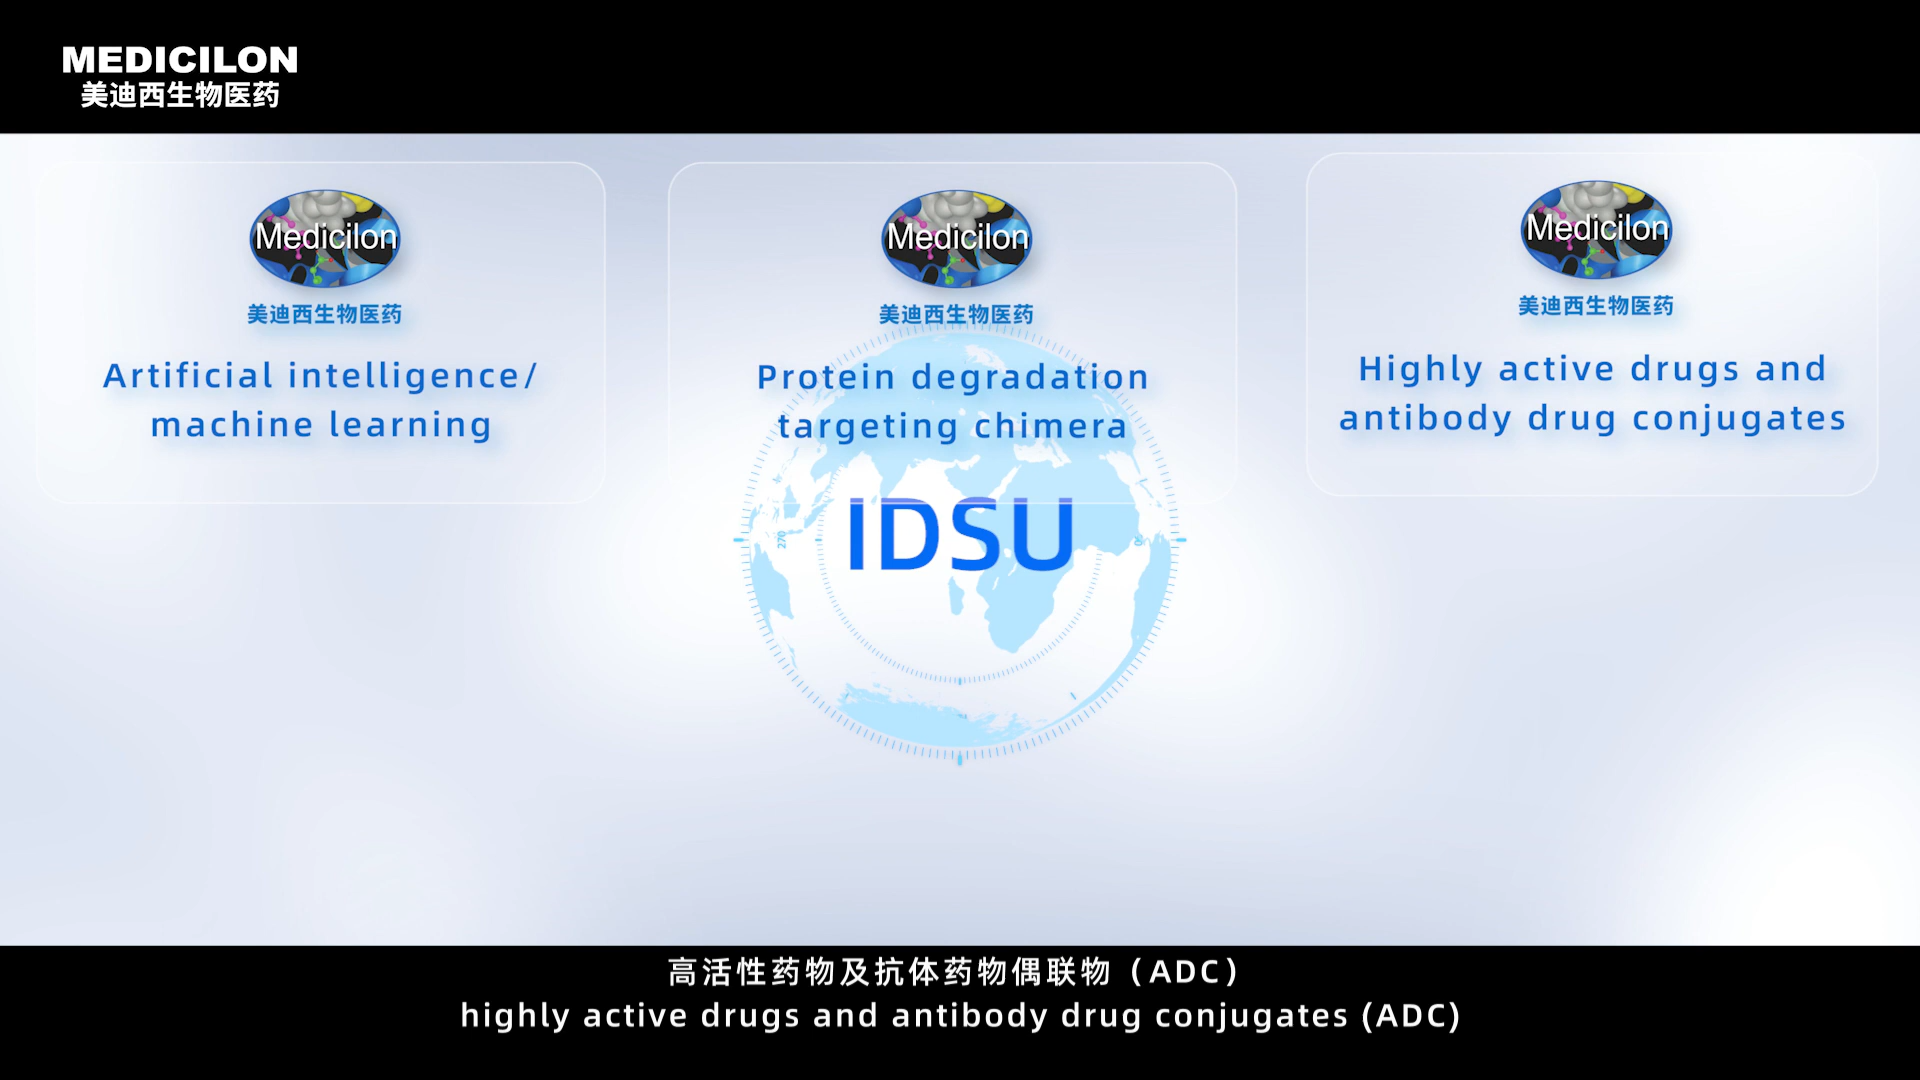 MEDICILON
美迪西生物医药
Medicilon
美迪西生物医药
Artificial intelligence/
machine learning
Medicilon
美迪西生物医药
Protein degradation
targeting chimera
Medicilon
美迪西生物医药
Highly active drugs and
antibody drug conjugates
IDSU
270
90
高活性药物及抗体药物偶联物（ADC）
highly active drugs and antibody drug conjugates (ADC)